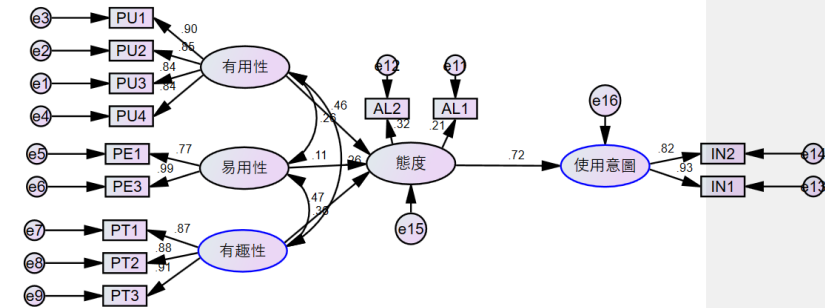 e3
PU1
.90
e2
PU2
.85
e1
PU3
.84
e4
PU4
.84
有用性
e12
e11
AL2
AL1
.32
.21
.46
.26
e5
PE1
.77
e6
PE3
.99
易用性
.11
.26
態度
e15
.72
e16
使用意圖
.82
IN2
e14
.93
IN1
e13
.47
e7
PT1
.87
e8
PT2
.88
e9
PT3
.91
有趣性